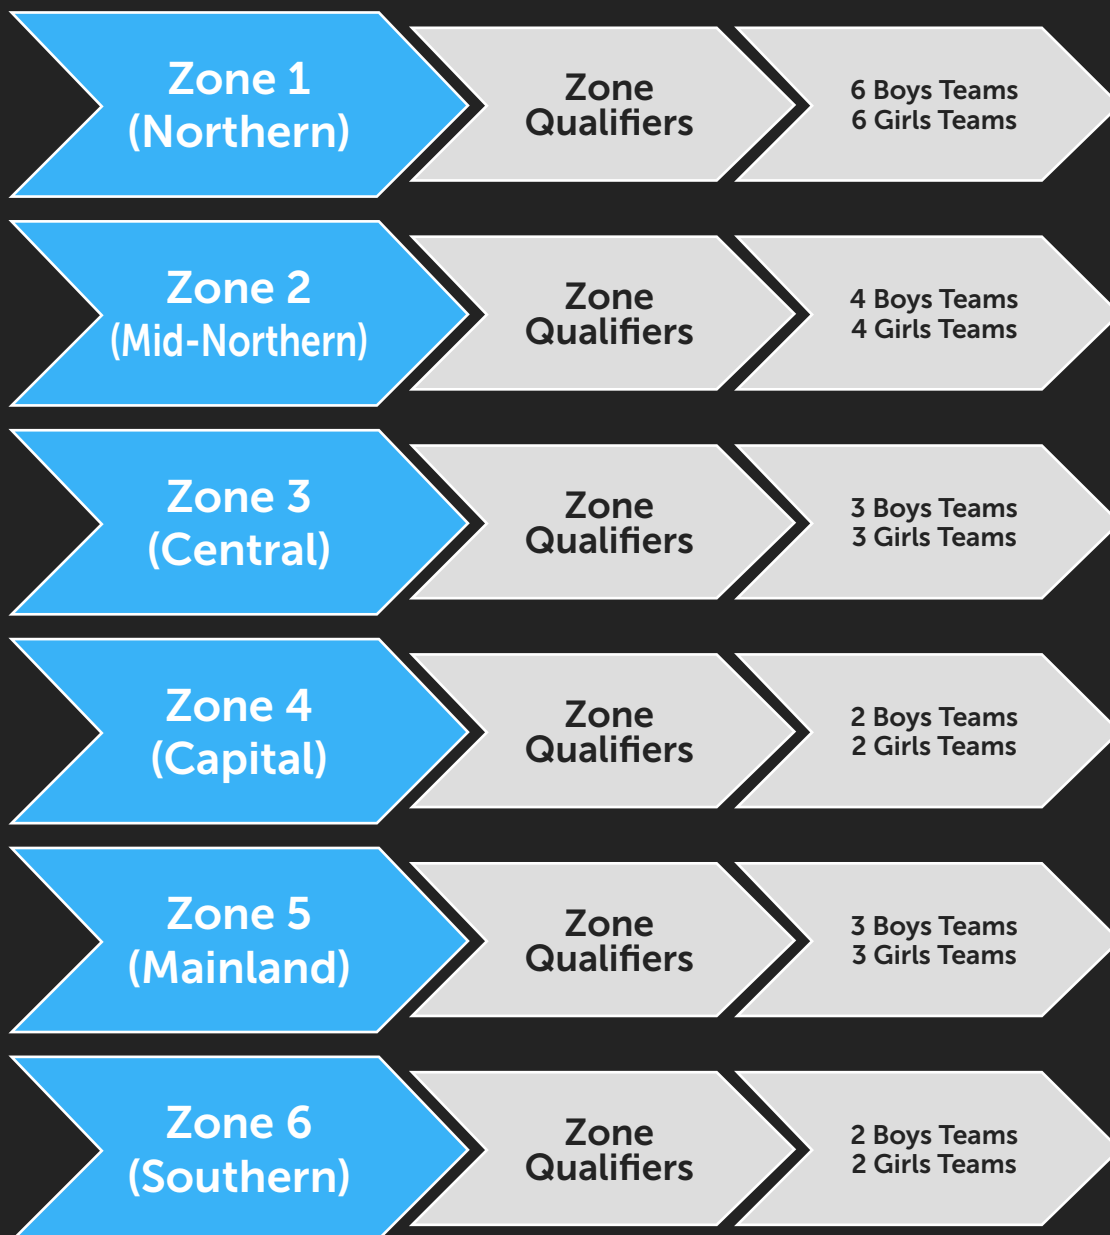 Zone 1
(Northern)
Zone
Qualifiers
6 Boys Teams
6 Girls Teams
Zone 2
(Mid-Northern)
Zone
Qualifiers
4 Boys Teams
4 Girls Teams
Zone 3
(Central)
Zone
Qualifiers
3 Boys Teams
3 Girls Teams
Zone 4
(Capital)
Zone
Qualifiers
2 Boys Teams
2 Girls Teams
Zone 5
(Mainland)
Zone
Qualifiers
3 Boys Teams
3 Girls Teams
Zone 6
(Southern)
Zone
Qualifiers
2 Boys Teams
2 Girls Teams